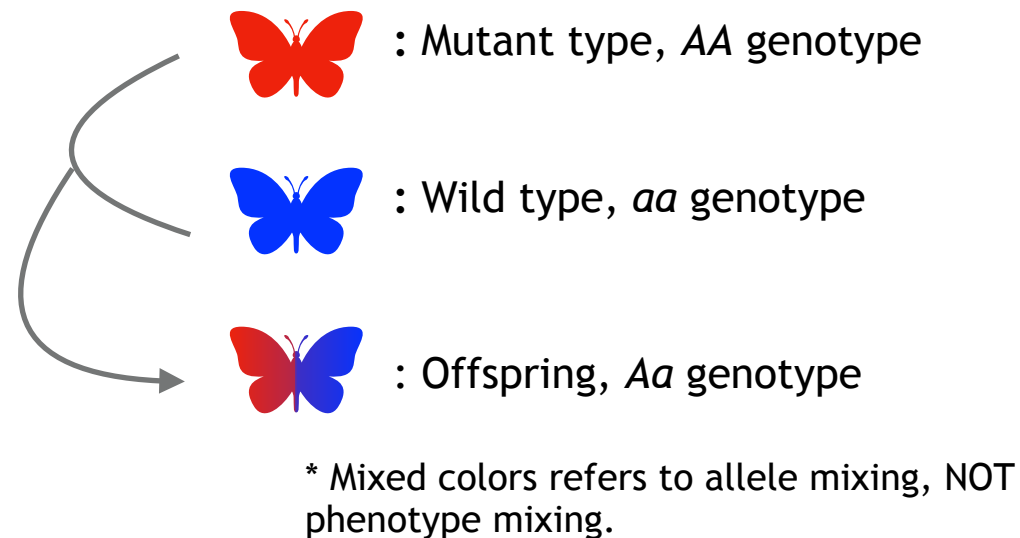 : Mutant type, AA genotype
: Wild type, aa genotype
: Offspring, Aa genotype
* Mixed colors refers to allele mixing, NOT
phenotype mixing.